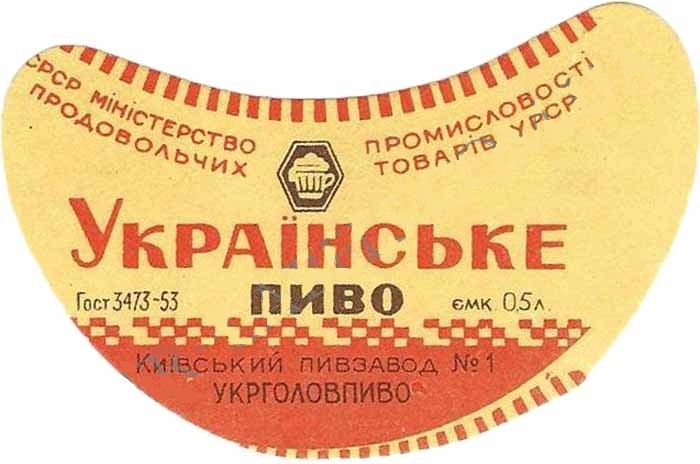 СРСР МІНІСТЕРСТВО ПРОМИСЛОВОСТІ
ПРОДОВОЛЬЧИХ ТОВАРІВ УРСР
УКРАЇНСЬКЕ
ПИВО
Гост 3473-53
ємк. 0,5 л.
КИЇВСЬКИЙ ПИВЗАВОД № 1
УКРГОЛОВПИВО